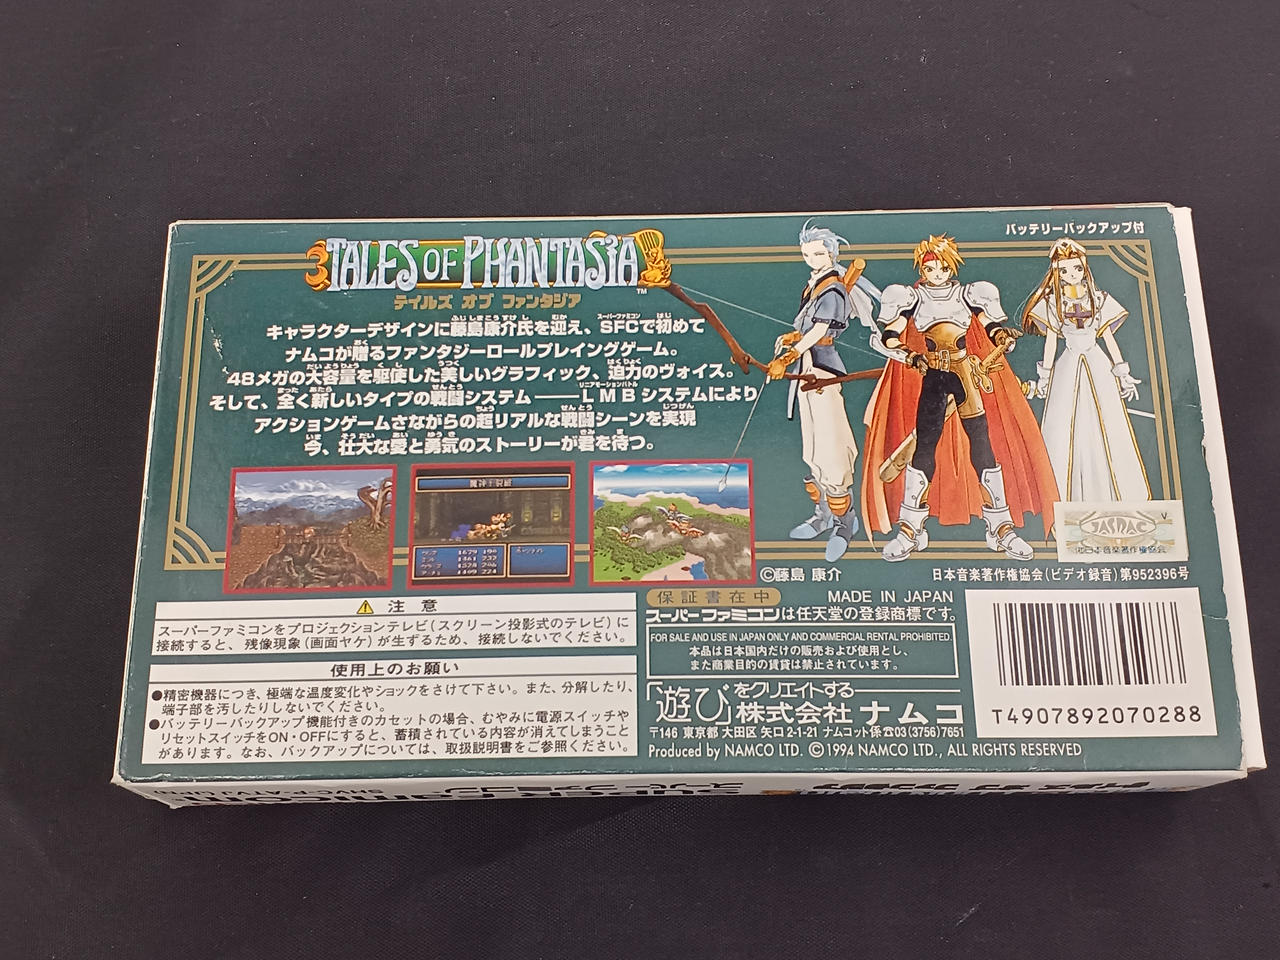 バッテリーバックアップ付
TALES OF PHANTASIA
TM
テイルズ オブ ファンタジア
キャラクターデザインに藤島康介氏を迎え、SFCで初めて
ナムコが贈るファンタジーロールプレイングゲーム。
48メガの大容量を駆使した美しいグラフィック、迫力のヴォイス。
そして、全く新しいタイプの戦闘システム――LMBシステムにより
アクションゲームさながらの超リアルな戦闘シーンを実現
今、壮大な愛と勇気のストーリーが君を待つ。
JASRAC
V
©藤島 康介
日本音楽著作権協会(ビデオ録音)第952396号
注意
スーパーファミコンをプロジェクションテレビ(スクリーン投影式のテレビ)に
接続すると、残像現象(画面ヤケ)が生ずるため、接続しないでください。
使用上のお願い
●精密機器につき、極端な温度変化やショックをさけて下さい。また、分解したり、
端子部を汚したりしないでください。
●バッテリーバックアップ機能付きのカセットの場合、むやみに電源スイッチや
リセットスイッチをON・OFFにすると、蓄積されている内容が消えてしまうことが
があります。なお、バックアップについては、取扱説明書をご参照ください。
保証書在中
MADE IN JAPAN
スーパーファミコンは任天堂の登録商標です。
FOR SALE AND USE IN JAPAN ONLY AND COMMERCIAL RENTAL PROHIBITED
本品は日本国内だけの販売および使用とし、
また商業目的の賃貸は禁止されています。
「遊び」をクリエイトする
株式会社 ナムコ
〒146 東京都 大田区 矢口 2-1-21 ナムコット係☎03(3756)7651
Produced by NAMCO LTD. ©1994 NAMCO LTD., ALL RIGHTS RESERVED
T4907892070288